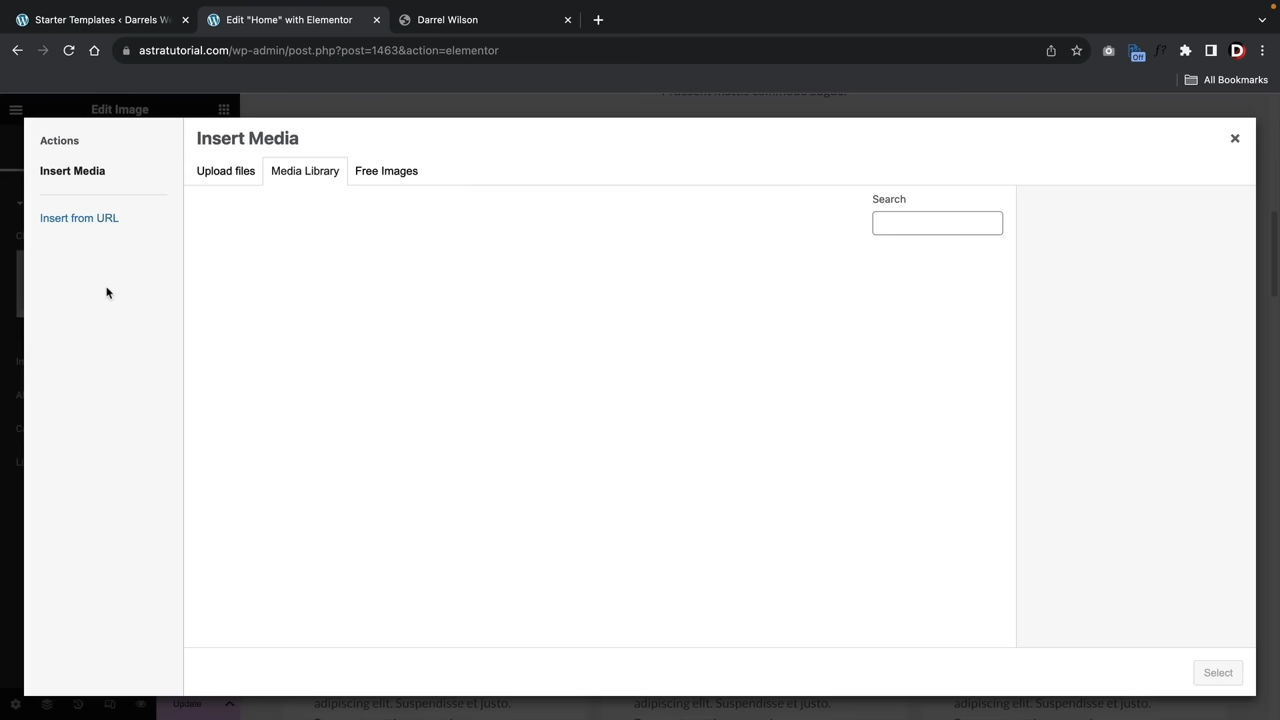 Starter Templates ‹ Darrels W
Edit "Home" with Elementor
Darrel Wilson
astratutorial.com/wp-admin/post.php?post=1463&action=elementor
Off
f?
D
All Bookmarks
Edit Image
Actions
Insert Media
Insert from URL
Insert Media
Upload files
Media Library
Free Images
Search
Select
Update
adipiscing elit. Suspendisse et justo.
adipiscing elit. Suspendisse et justo.
adipiscing elit. Suspendisse et justo.